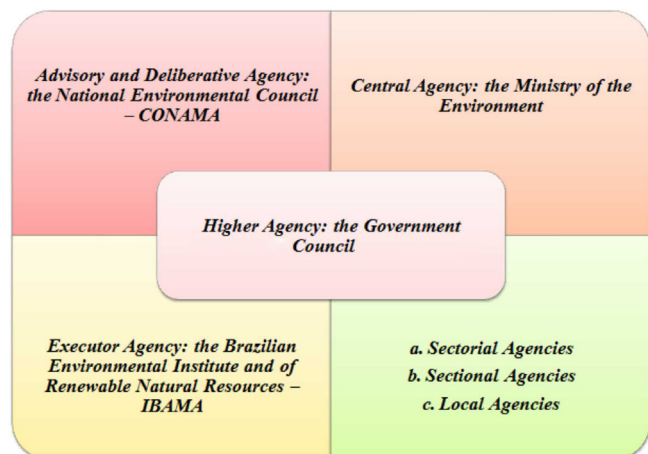 Advisory and Deliberative Agency:
the National Environmental Council
– CONAMA
Central Agency: the Ministry of the
Environment
Higher Agency: the Government
Council
Executor Agency: the Brazilian
Environmental Institute and of
Renewable Natural Resources –
IBAMA
a. Sectorial Agencies
b. Sectional Agencies
c. Local Agencies